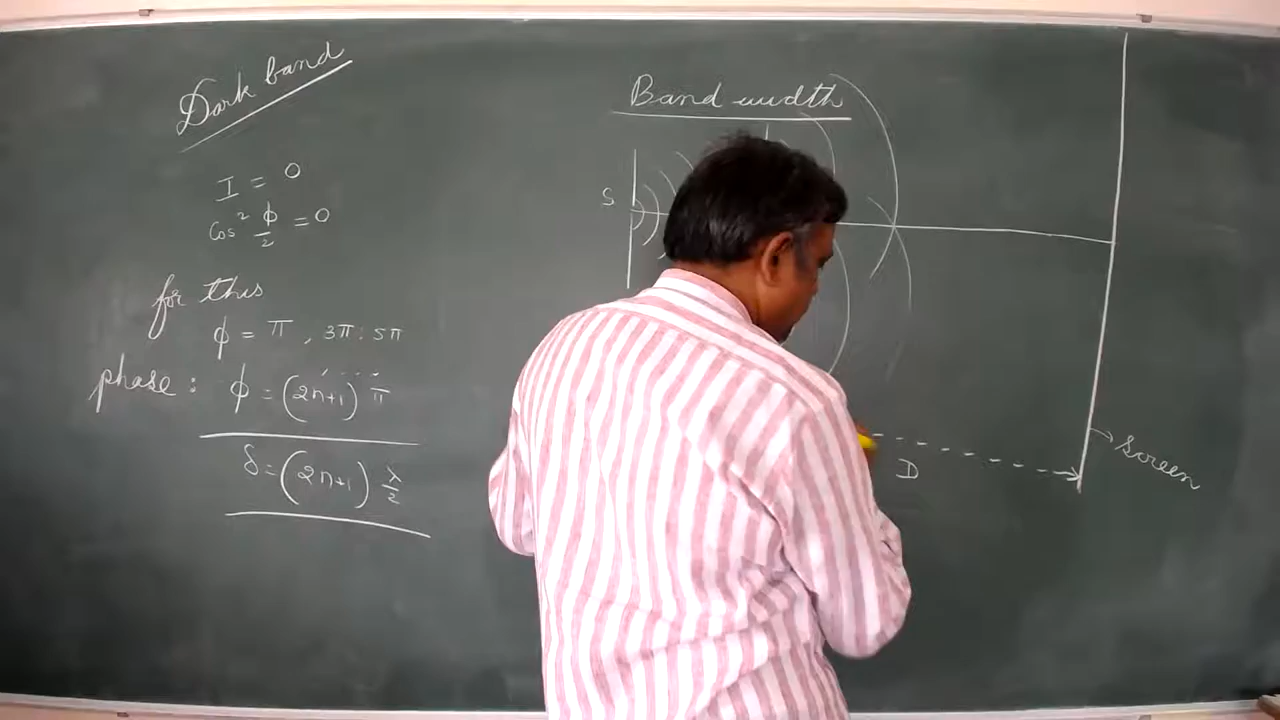 Dark band
I = 0
Cos² ϕ/2 = 0
for this
ϕ = π , 3π : 5π
, . . . .
phase : ϕ = (2n+1) π
δ = (2n+1) λ/2
Band width
S
D
Screen